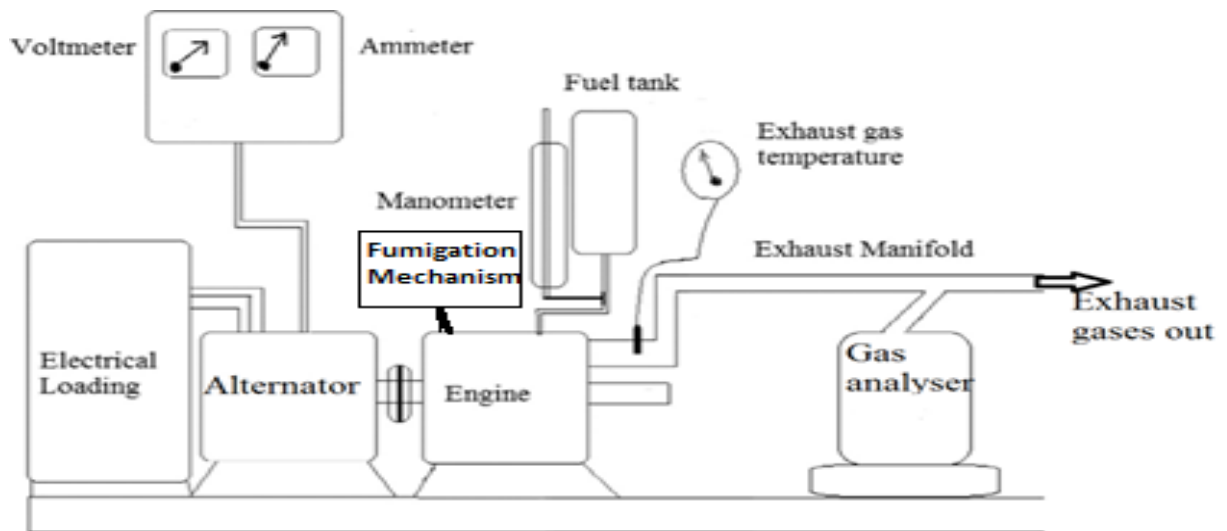 Voltmeter
Ammeter
Fuel tank
Exhaust gas
temperature
Manometer
Fumigation
Mechanism
Exhaust Manifold
Exhaust
gases out
Electrical
Loading
Alternator
Engine
Gas
analyser